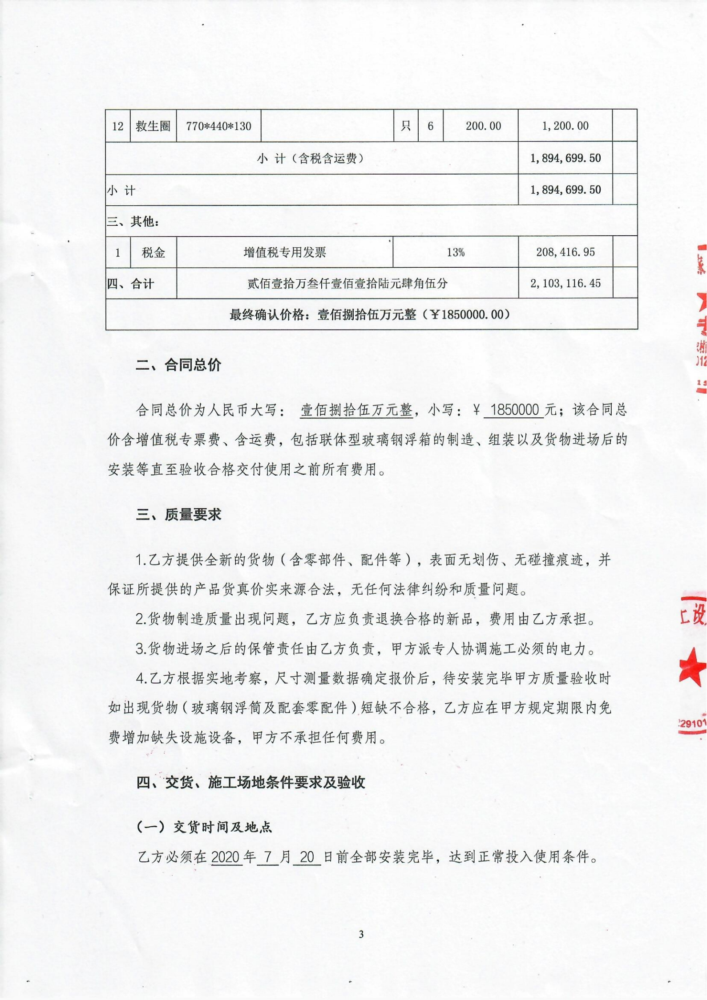 12 救生圈 770*440*130 只 6 200.00 1,200.00
小 计（含税含运费） 1,894,699.50
小 计 1,894,699.50
三、其他：
1 税金 增值税专用发票 13% 208,416.95
四、合计 贰佰壹拾万叁仟壹佰壹拾陆元肆角伍分 2,103,116.45
最终确认价格：壹佰捌拾伍万元整（￥1850000.00）
二、合同总价
合同总价为人民币大写： 壹佰捌拾伍万元整，小写：￥ 1850000 元；该合同总
价含增值税专票费、含运费，包括联体型玻璃钢浮箱的制造、组装以及货物进场后的
安装等直至验收合格交付使用之前所有费用。
三、质量要求
1.乙方提供全新的货物（含零部件、配件等），表面无划伤、无碰撞痕迹，并
保证所提供的产品货真价实来源合法，无任何法律纠纷和质量问题。
2.货物制造质量出现问题，乙方应负责退换合格的新品，费用由乙方承担。
3.货物进场之后的保管责任由乙方负责，甲方派专人协调施工必须的电力。
4.乙方根据实地考察，尺寸测量数据确定报价后，待安装完毕甲方质量验收时
如出现货物（玻璃钢浮筒及配套零配件）短缺不合格，乙方应在甲方规定期限内免
费增加缺失设施设备，甲方不承担任何费用。
四、交货、施工场地条件要求及验收
（一）交货时间及地点
乙方必须在 2020 年 7 月 20 日前全部安装完毕，达到正常投入使用条件。
3
设
29101